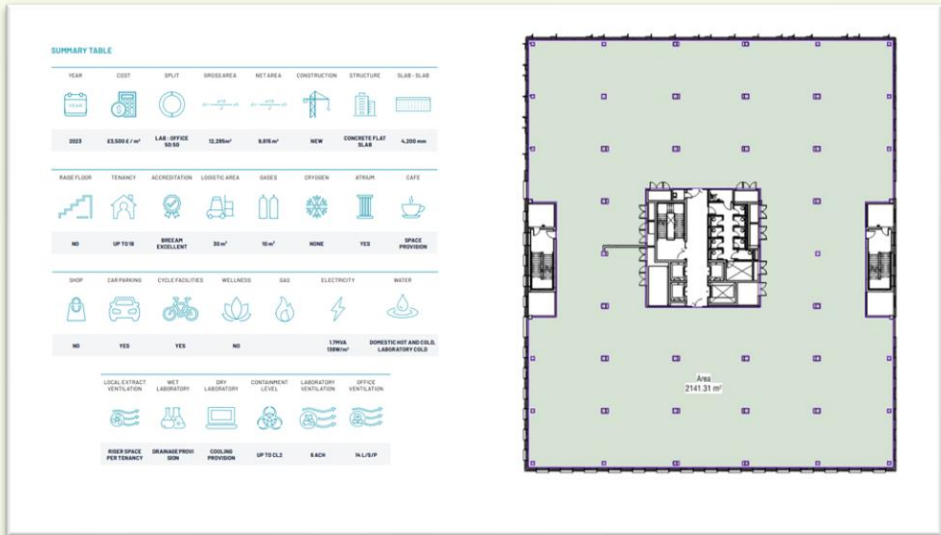 SUMMARY TABLE
YEAR COST SPLIT GROSS AREA NET AREA CONSTRUCTION STRUCTURE SLAB - SLAB
YEAR
2023 £3,500 £ / m² LAB : OFFICE 50:50 12,285m² 9,815 m² NEW CONCRETE FLAT SLAB 4,200 mm
RAISE FLOOR TENANCY ACCREDITATION LOGISTIC AREA GASES CRYOGEN ATRIUM CAFE
NO UP TO 18 BREEAM EXCELLENT 30 m² 10 m² NONE YES SPACE PROVISION
SHOP CAR PARKING CYCLE FACILITIES WELLNESS GAS ELECTRICITY WATER
NO YES YES NO 1.7MVA 138W/m² DOMESTIC HOT AND COLD, LABORATORY COLD
LOCAL EXTRACT VENTILATION WET LABORATORY DRY LABORATORY CONTAINMENT LEVEL LABORATORY VENTILATION OFFICE VENTILATION
RISER SPACE PER TENANCY DRAINAGE PROVISION COOLING PROVISION UP TO CL2 6 ACH 14 L/S/P
Area
2141.31 m²